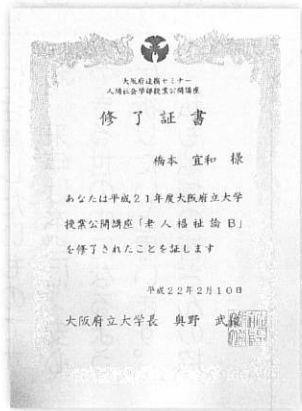 大阪府連携セミナー
人間社会学部授業公開講座
修了証書
橋本 宜和 様
あなたは平成21年度大阪府立大学
授業公開講座「老人福祉論B」
を修了されたことを証します
平成22年2月10日
大阪府立大学長 奥野 武